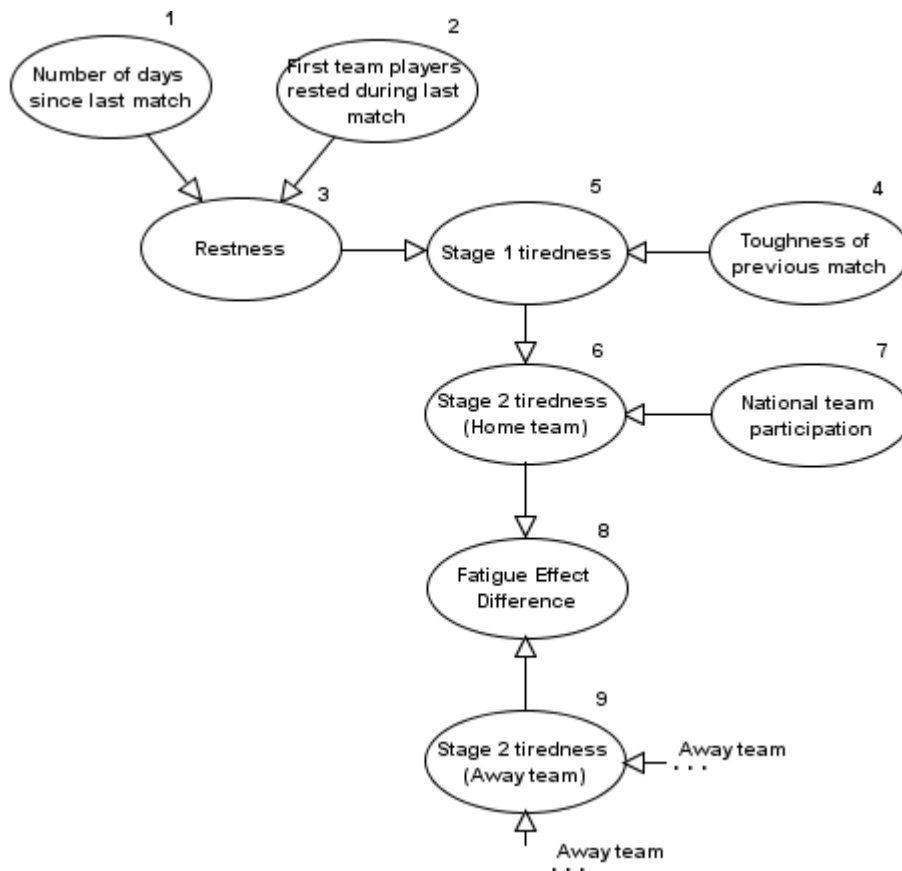 1
Number of days
since last match
2
First team players
rested during last
match
3
Restness
5
Stage 1 tiredness
4
Toughness of
previous match
6
Stage 2 tiredness
(Home team)
7
National team
participation
8
Fatigue Effect
Difference
9
Stage 2 tiredness
(Away team)
Away team
. . .
Away team
. . .